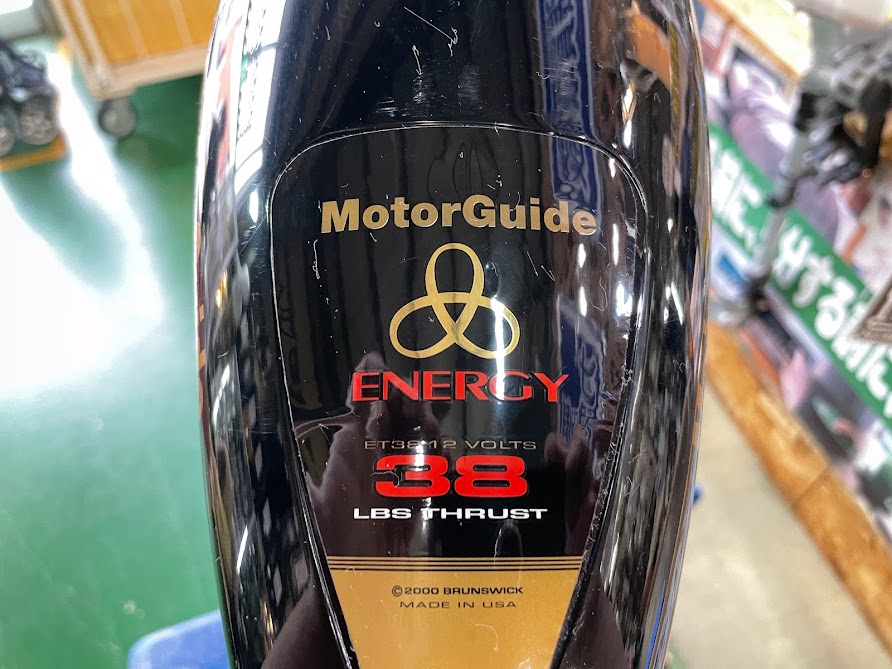 MotorGuide
ENERGY
ET38 12 VOLTS
38
LBS THRUST
©2000 BRUNSWICK
MADE IN USA